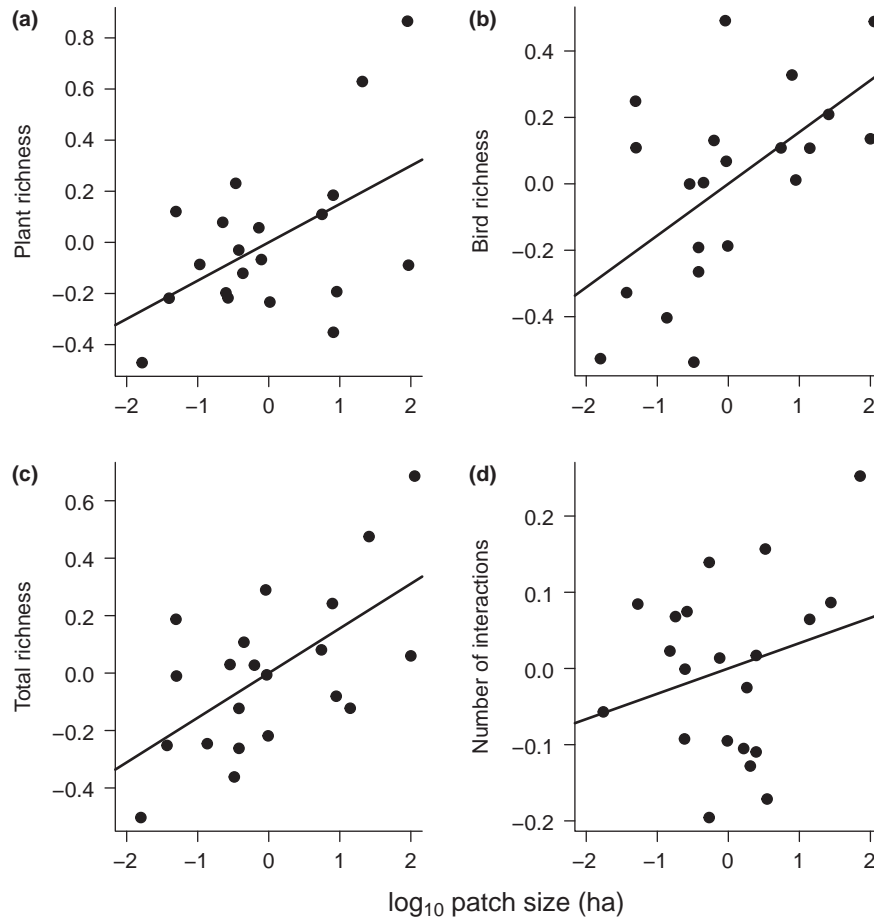 (a)
Plant richness
0.8
0.6
0.4
0.2
0.0
−0.2
−0.4
−2 −1 0 1 2
(b)
Bird richness
0.4
0.2
0.0
−0.2
−0.4
−2 −1 0 1 2
(c)
Total richness
0.6
0.4
0.2
0.0
−0.2
−0.4
−2 −1 0 1 2
(d)
Number of interactions
0.2
0.1
0.0
−0.1
−0.2
−2 −1 0 1 2
log₁₀ patch size (ha)